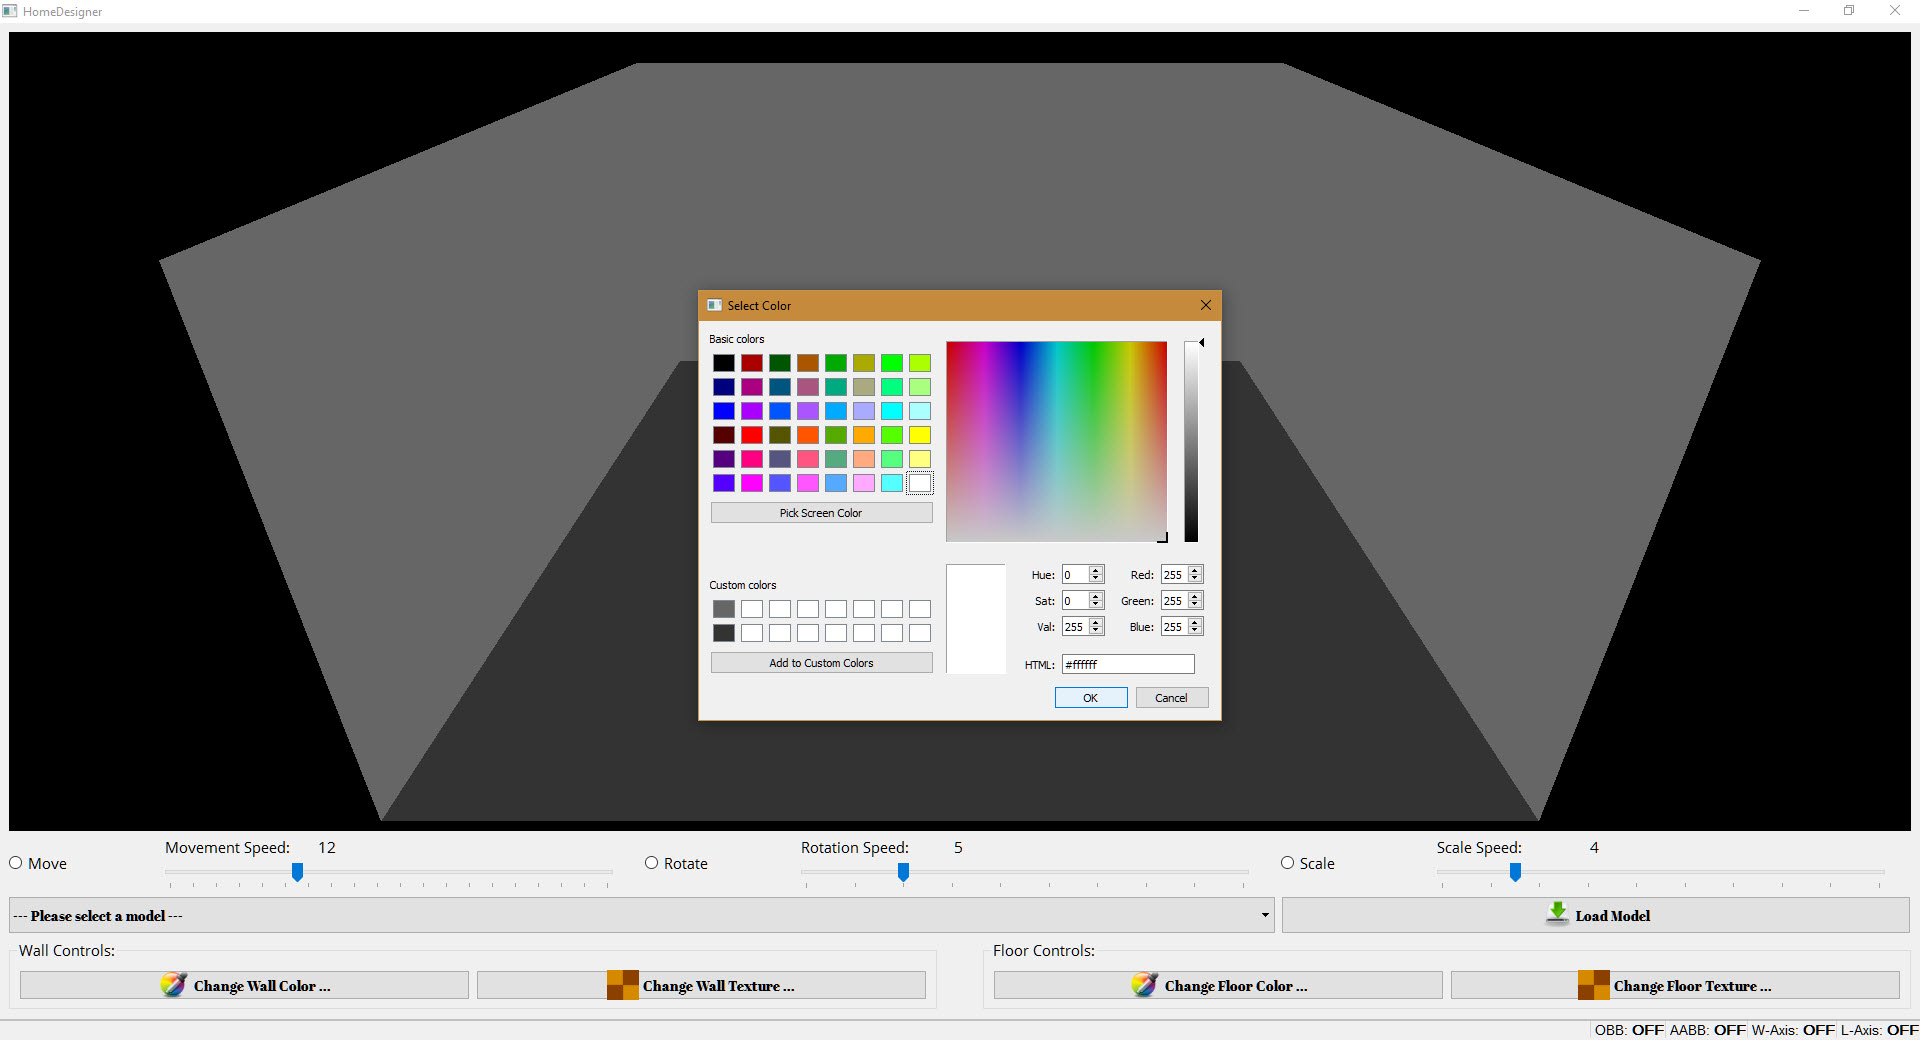 HomeDesigner
Select Color
Basic colors
Pick Screen Color
Custom colors
Add to Custom Colors
Hue: 0 Red: 255
Sat: 0 Green: 255
Val: 255 Blue: 255
HTML: #ffffff
OK Cancel
Move Movement Speed: 12 Rotate Rotation Speed: 5 Scale Scale Speed: 4
--- Please select a model --- Load Model
Wall Controls: Floor Controls:
Change Wall Color ... Change Wall Texture ... Change Floor Color ... Change Floor Texture ...
OBB: OFF AABB: OFF W-Axis: OFF L-Axis: OFF